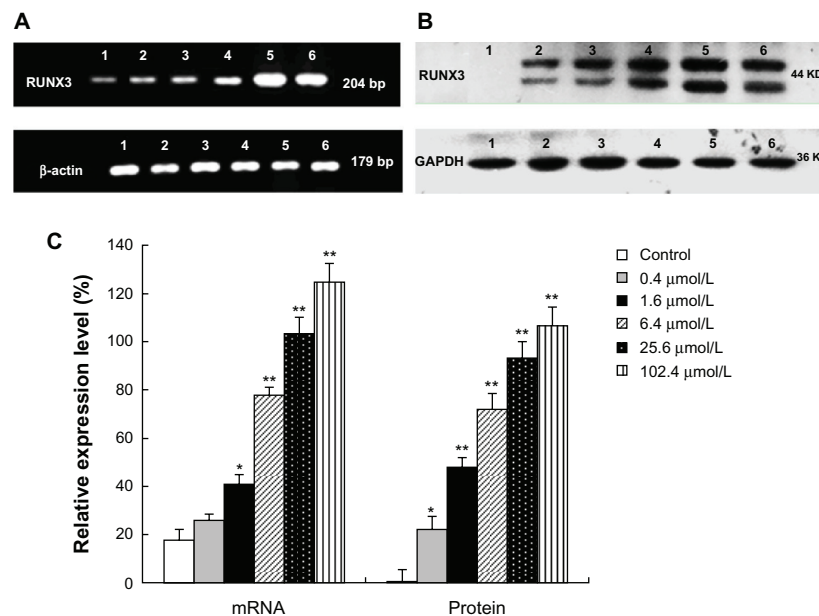 A
1 2 3 4 5 6
RUNX3
204 bp
1 2 3 4 5 6
β-actin
179 bp
B
1 2 3 4 5 6
RUNX3
44 KD
1 2 3 4 5 6
GAPDH
36 K
C
Relative expression level (%)
140
120
100
80
60
40
20
0
*
**
**
**
*
**
**
**
**
mRNA
Protein
Control
0.4 μmol/L
1.6 μmol/L
6.4 μmol/L
25.6 μmol/L
102.4 μmol/L